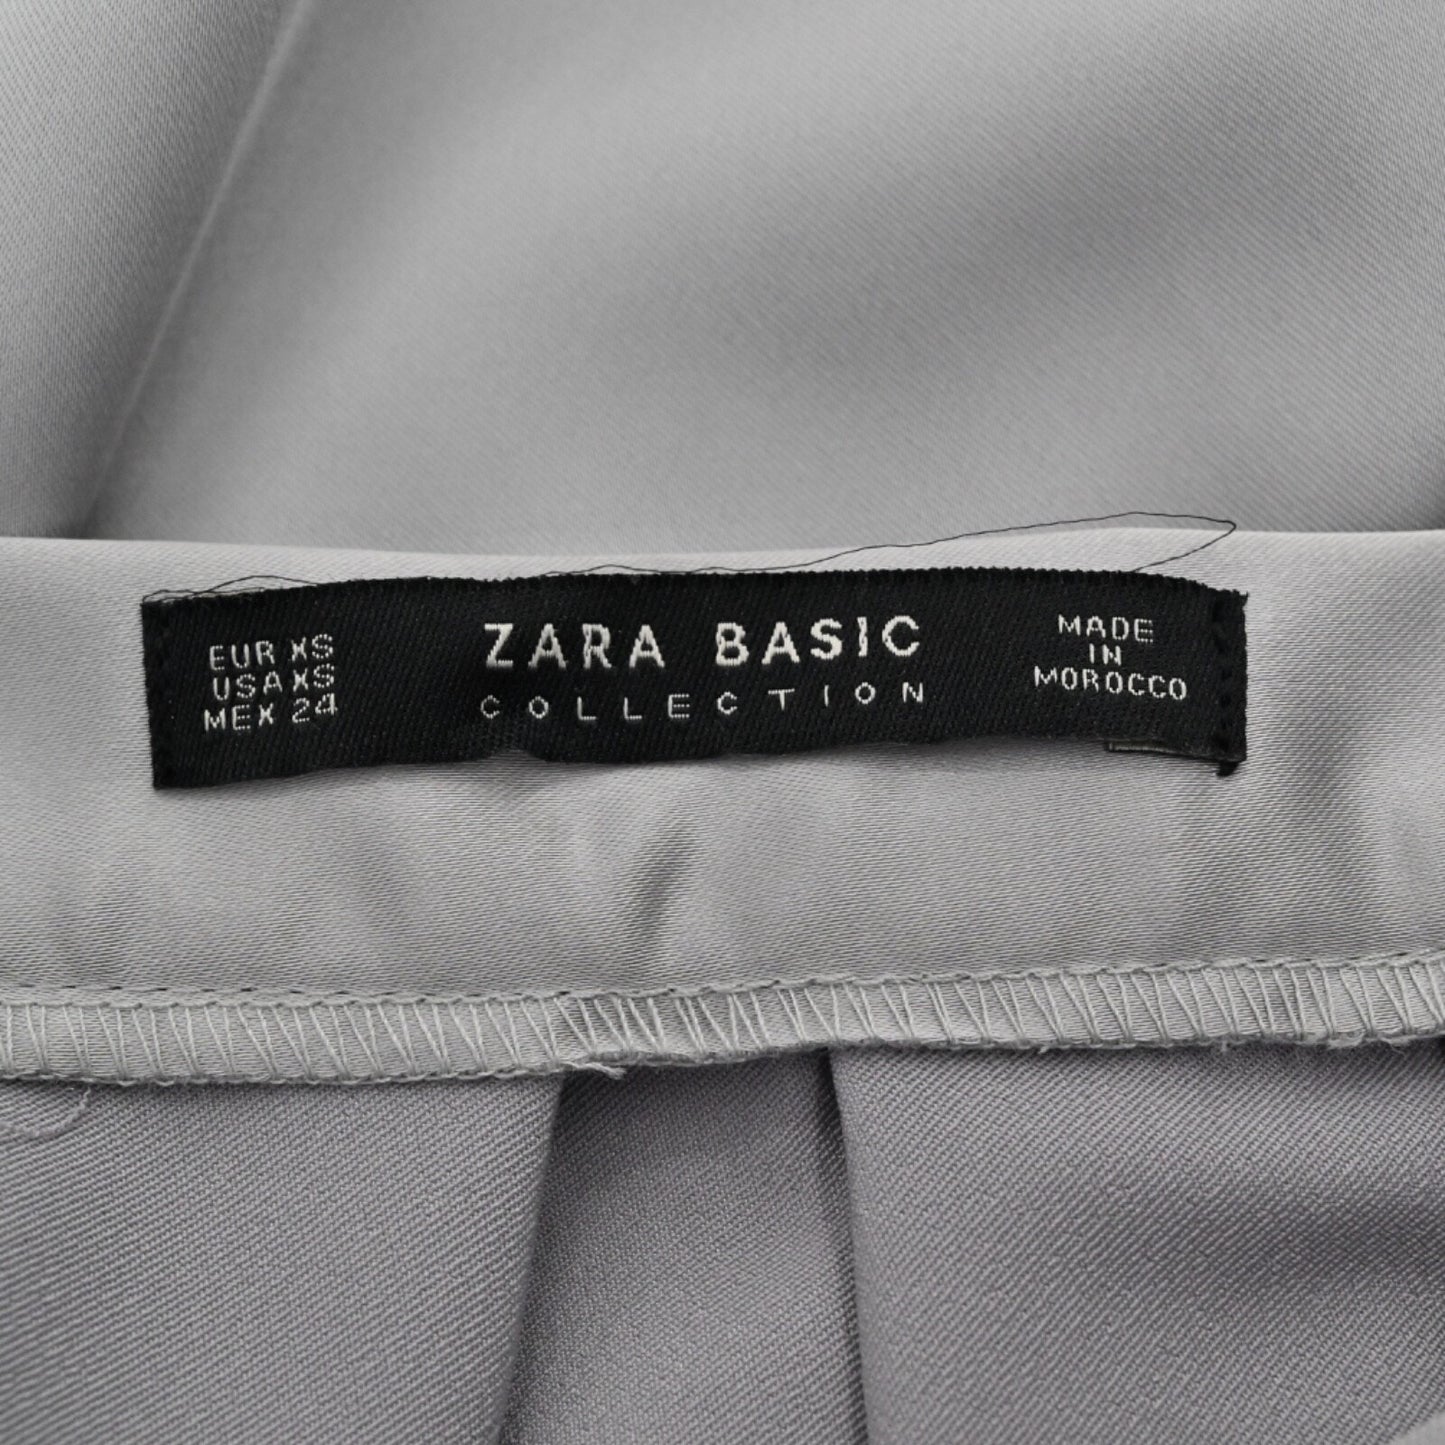 EUR XS
USA XS
MEX 24
ZARA BASIC
COLLECTION
MADE
IN
MOROCCO